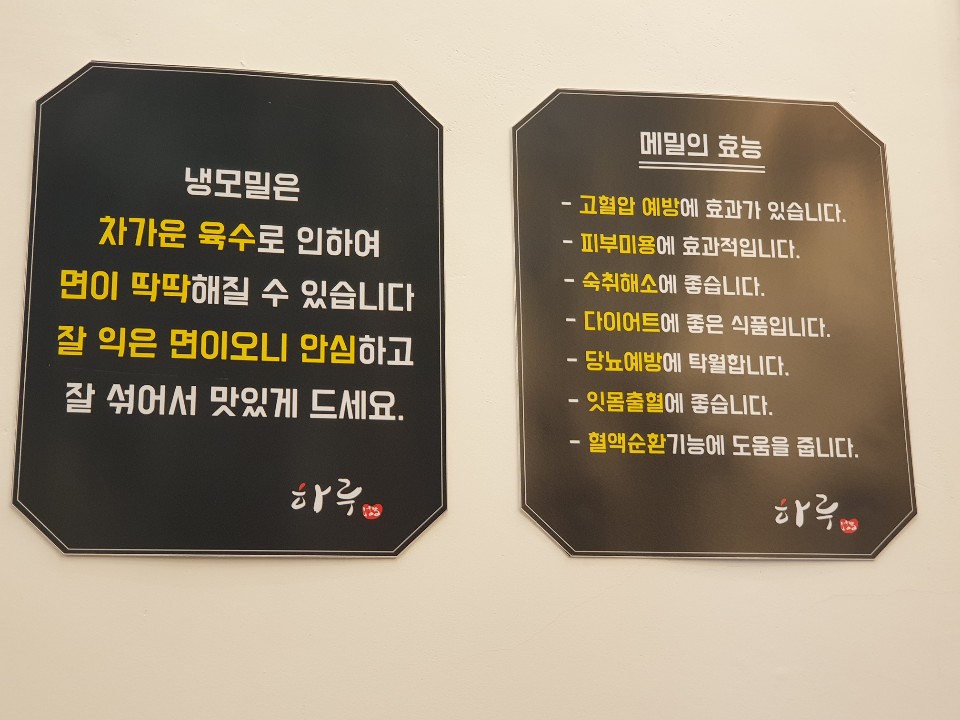 냉모밀은
차가운 육수로 인하여
면이 딱딱해질 수 있습니다
잘 익은 면이오니 안심하고
잘 섞어서 맛있게 드세요.
하루
메밀의 효능
- 고혈압 예방에 효과가 있습니다.
- 피부미용에 효과적입니다.
- 숙취해소에 좋습니다.
- 다이어트에 좋은 식품입니다.
- 당뇨예방에 탁월합니다.
- 잇몸출혈에 좋습니다.
- 혈액순환기능에 도움을 줍니다.
하루